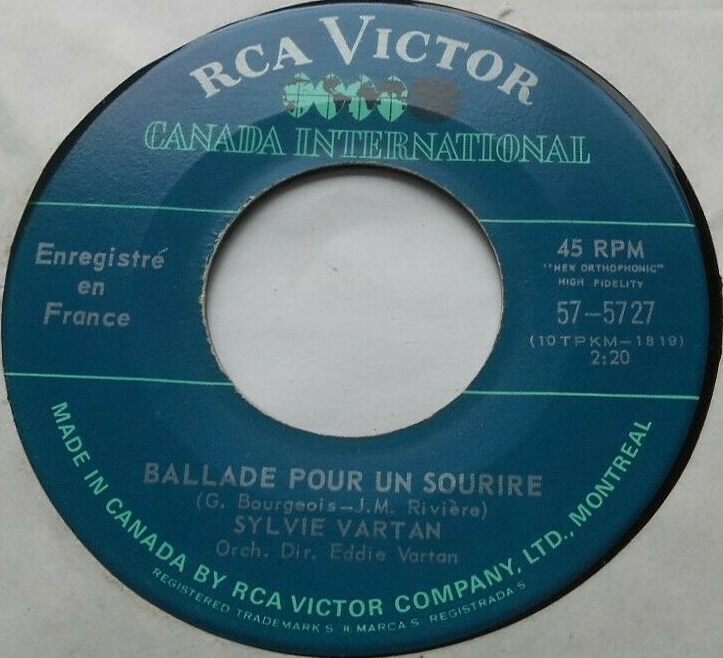 RCA VICTOR
CANADA INTERNATIONAL
Enregistré
en
France
45 RPM
"NEW ORTHOPHONIC"
HIGH FIDELITY
57-5727
(10TPKM-1819)
2:20
BALLADE POUR UN SOURIRE
(G. Bourgeois-J.M. Rivière)
SYLVIE VARTAN
Orch. Dir. Eddie Vartan
MADE IN CANADA BY RCA VICTOR COMPANY, LTD., MONTREAL
REGISTERED TRADEMARKS MARCAS REGISTRADAS